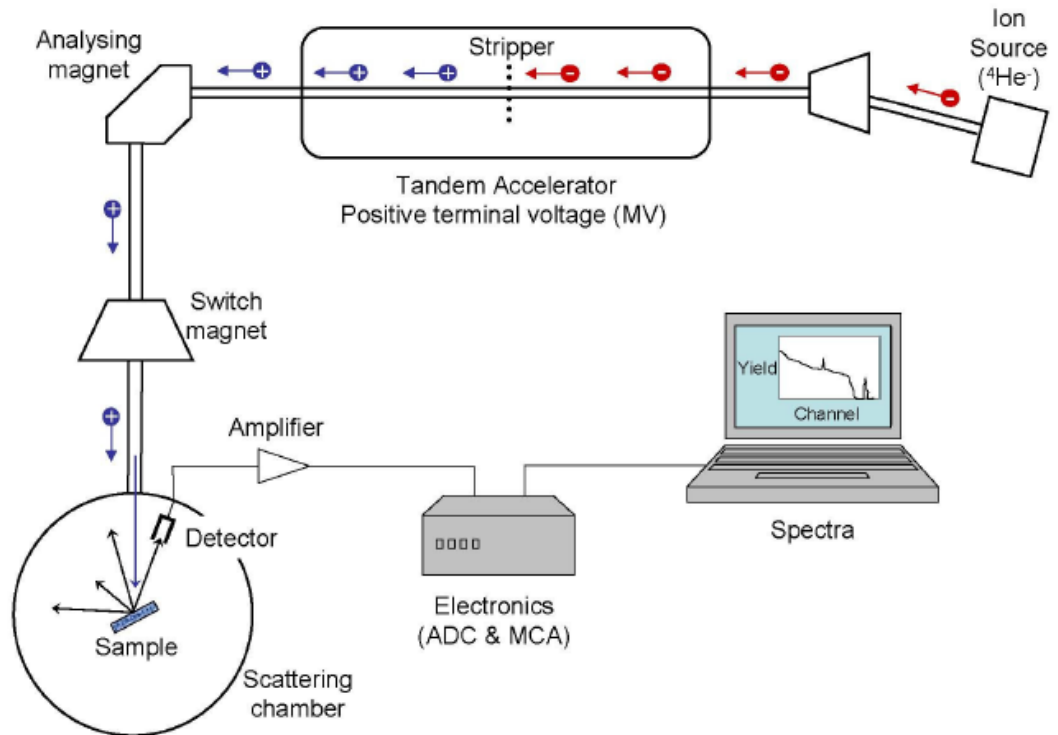 Ion
Source
(⁴He⁻)
Analysing
magnet
Stripper
Tandem Accelerator
Positive terminal voltage (MV)
Switch
magnet
Amplifier
Yield
Channel
Detector
Spectra
Sample
Electronics
(ADC & MCA)
Scattering
chamber